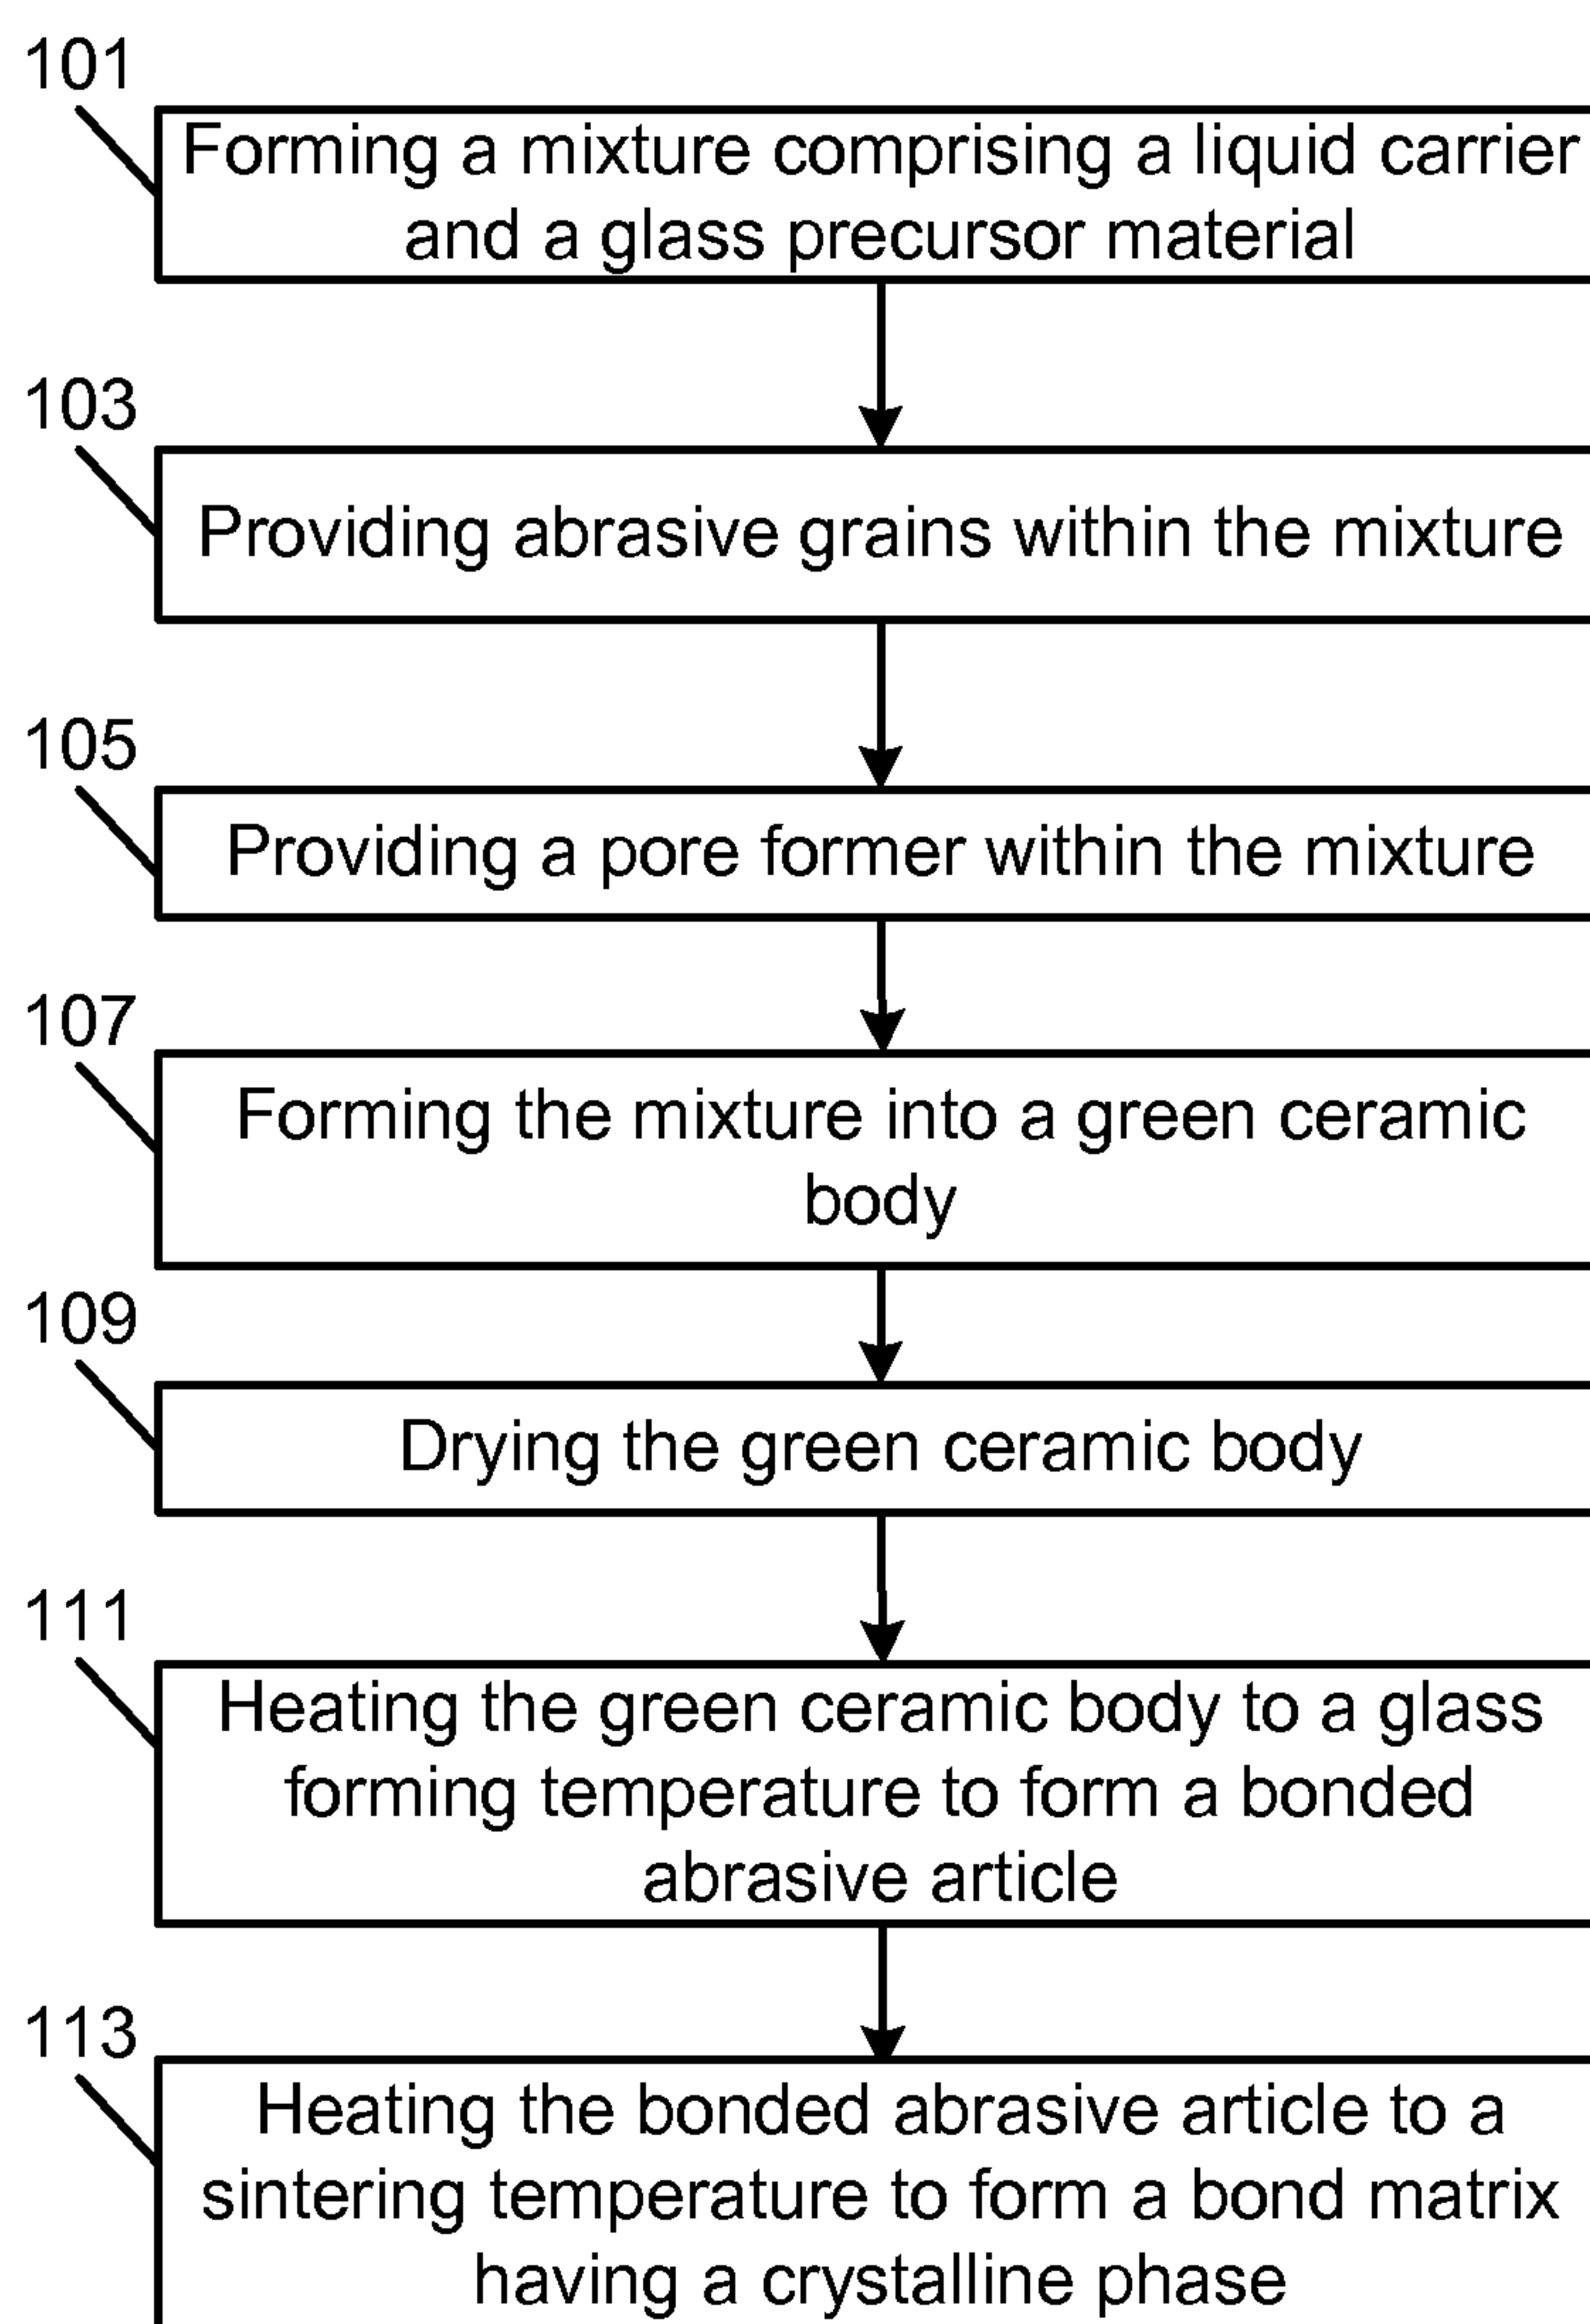 101
Forming a mixture comprising a liquid carrier
and a glass precursor material
103
Providing abrasive grains within the mixture
105
Providing a pore former within the mixture
107
Forming the mixture into a green ceramic
body
109
Drying the green ceramic body
111
Heating the green ceramic body to a glass
forming temperature to form a bonded
abrasive article
113
Heating the bonded abrasive article to a
sintering temperature to form a bond matrix
having a crystalline phase